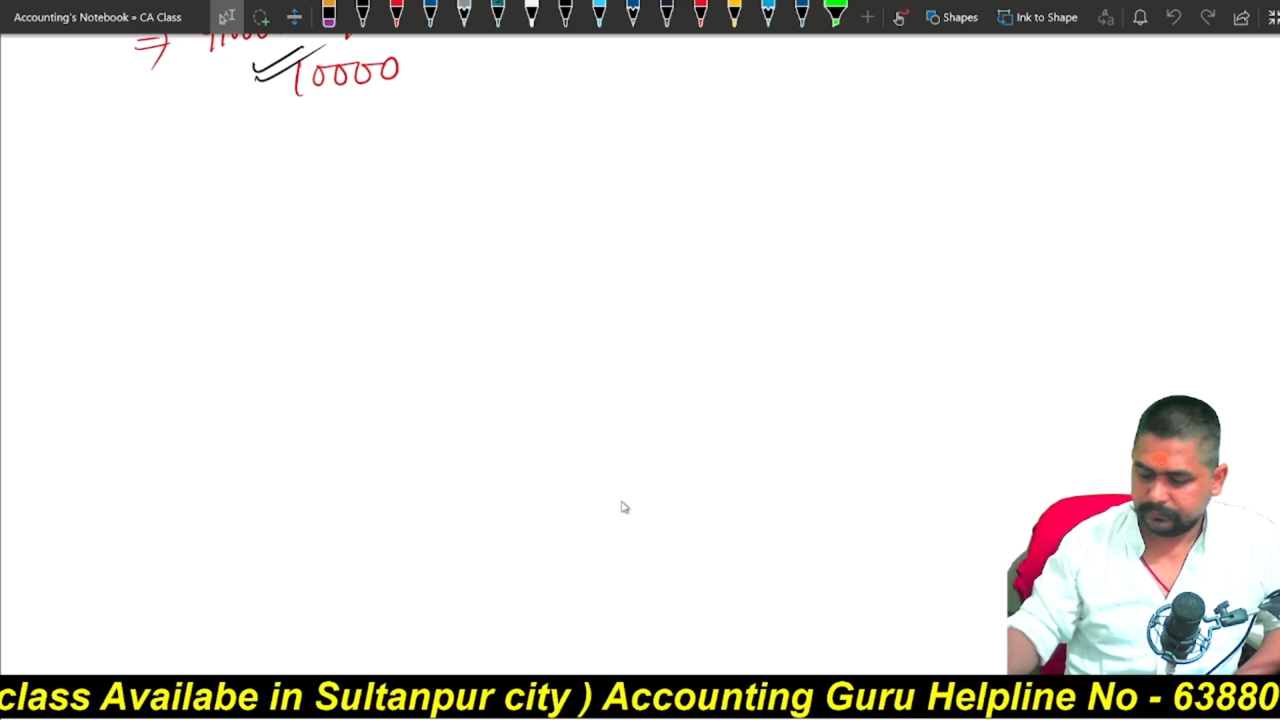 Accounting's Notebook » CA Class
Shapes
Ink to Shape
⇒
10000
class Availabe in Sultanpur city ) Accounting Guru Helpline No - 63880